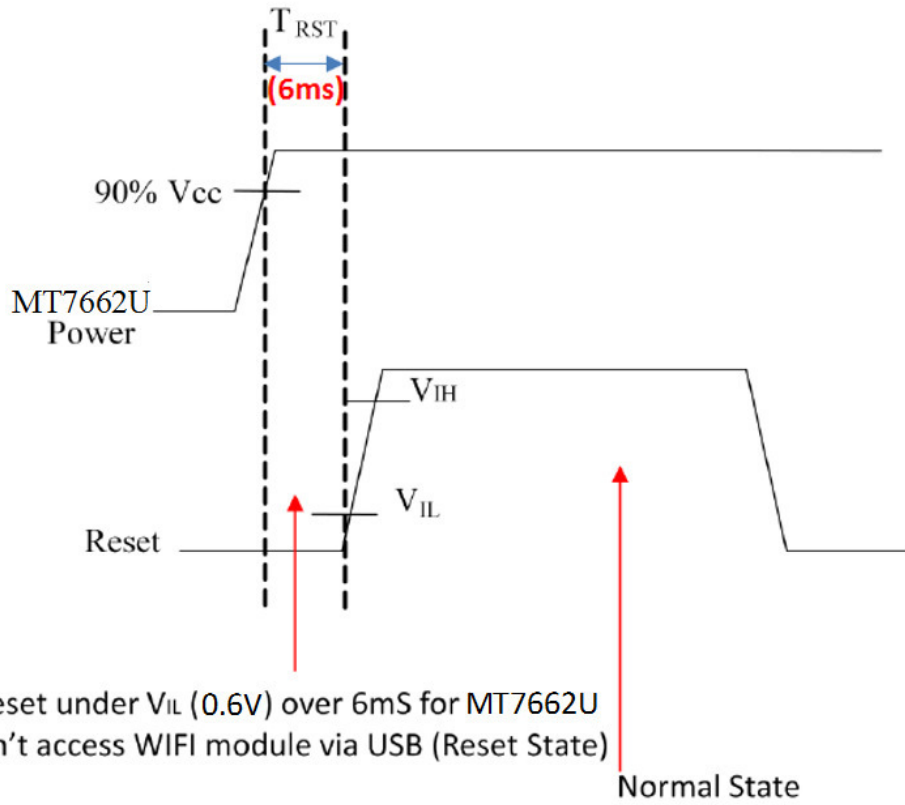 T RST
(6ms)
90% Vcc
MT7662U
Power
VIH
VIL
Reset
eset under VIL (0.6V) over 6mS for MT7662U
n't access WIFI module via USB (Reset State)
Normal State